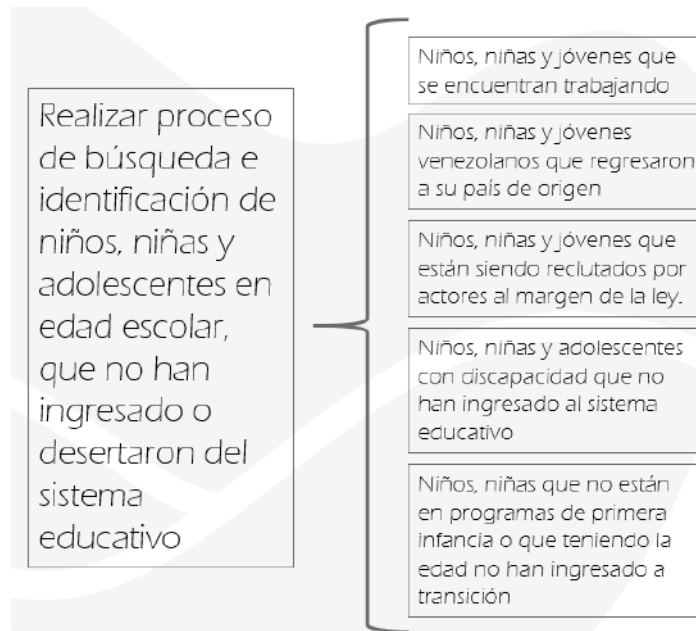 Realizar proceso
de búsqueda e
identificación de
niños, niñas y
adolescentes en
edad escolar,
que no han
ingresado o
desertaron del
sistema
educativo
Niños, niñas y jóvenes que
se encuentran trabajando
Niños, niñas y jóvenes
venezolanos que regresaron
a su país de origen
Niños, niñas y jóvenes que
están siendo reclutados por
actores al margen de la ley.
Niños, niñas y adolescentes
con discapacidad que no
han ingresado al sistema
educativo
Niños, niñas que no están
en programas de primera
infancia o que teniendo la
edad no han ingresado a
transición